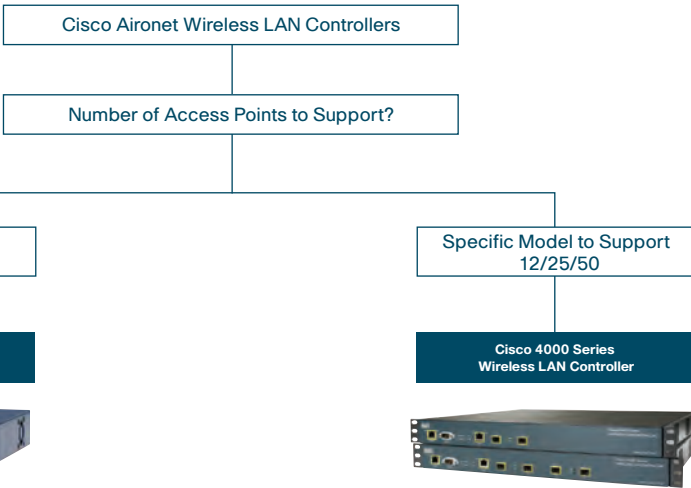 Cisco Aironet Wireless LAN Controllers
Number of Access Points to Support?
Specific Model to Support
12/25/50
Cisco 4000 Series
Wireless LAN Controller